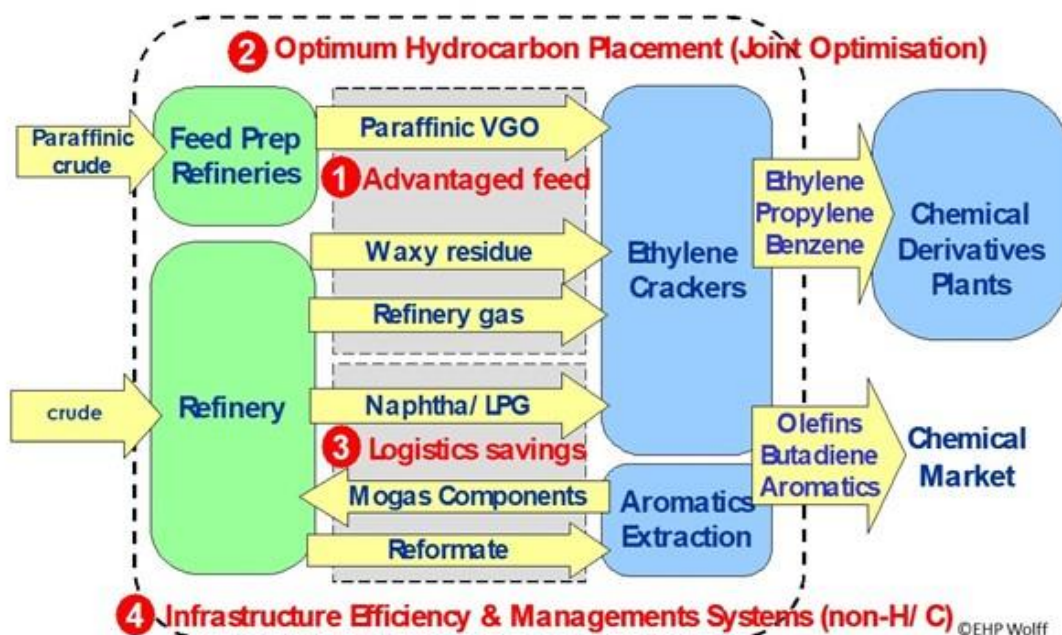 2 Optimum Hydrocarbon Placement (Joint Optimisation)
Paraffinic
crude
Feed Prep
Refineries
Paraffinic VGO
1 Advantaged feed
Waxy residue
Refinery gas
Ethylene
Crackers
Ethylene
Propylene
Benzene
Chemical
Derivatives
Plants
crude
Refinery
Naphtha/ LPG
3 Logistics savings
Mogas Components
Reformate
Aromatics
Extraction
Olefins
Butadiene
Aromatics
Chemical
Market
4 Infrastructure Efficiency & Managements Systems (non-H/ C)
©EHP Wolff